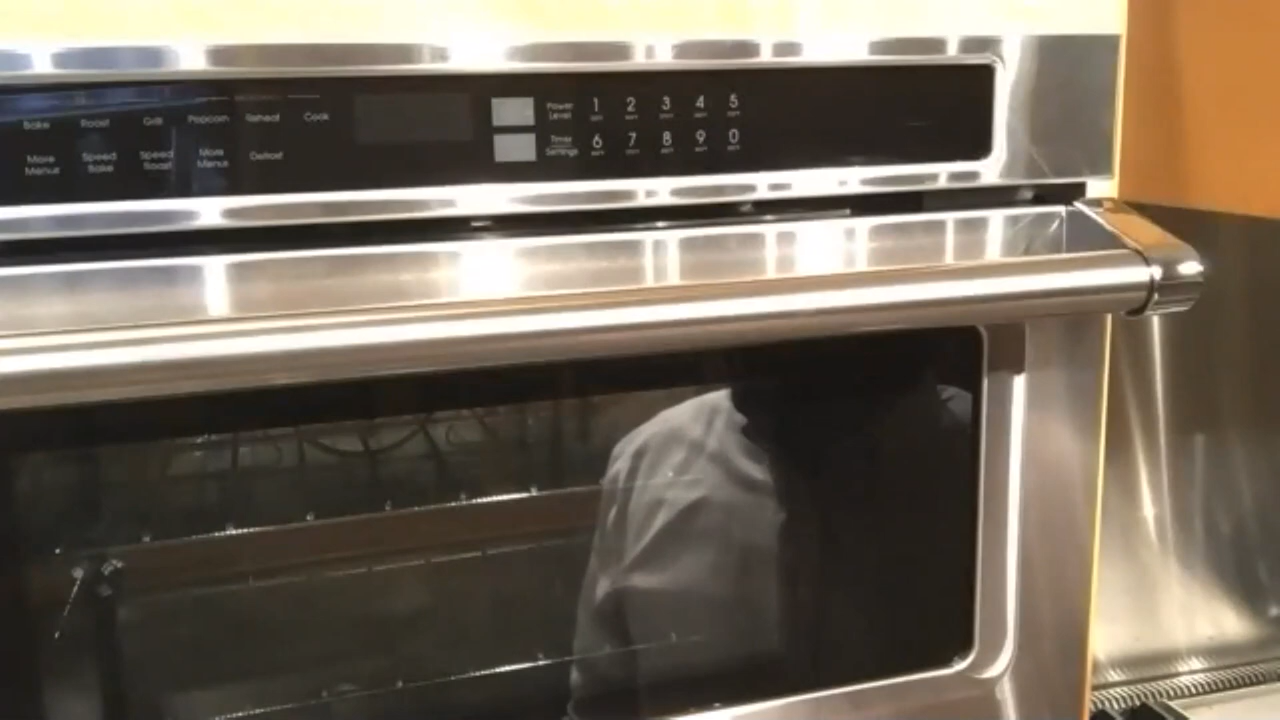 Bake Roast Grill Popcorn Reheat Cook
More Menus Speed Bake Speed Roast More Menus Defrost
Power Level 1 2 3 4 5
Timer Settings 6 7 8 9 0